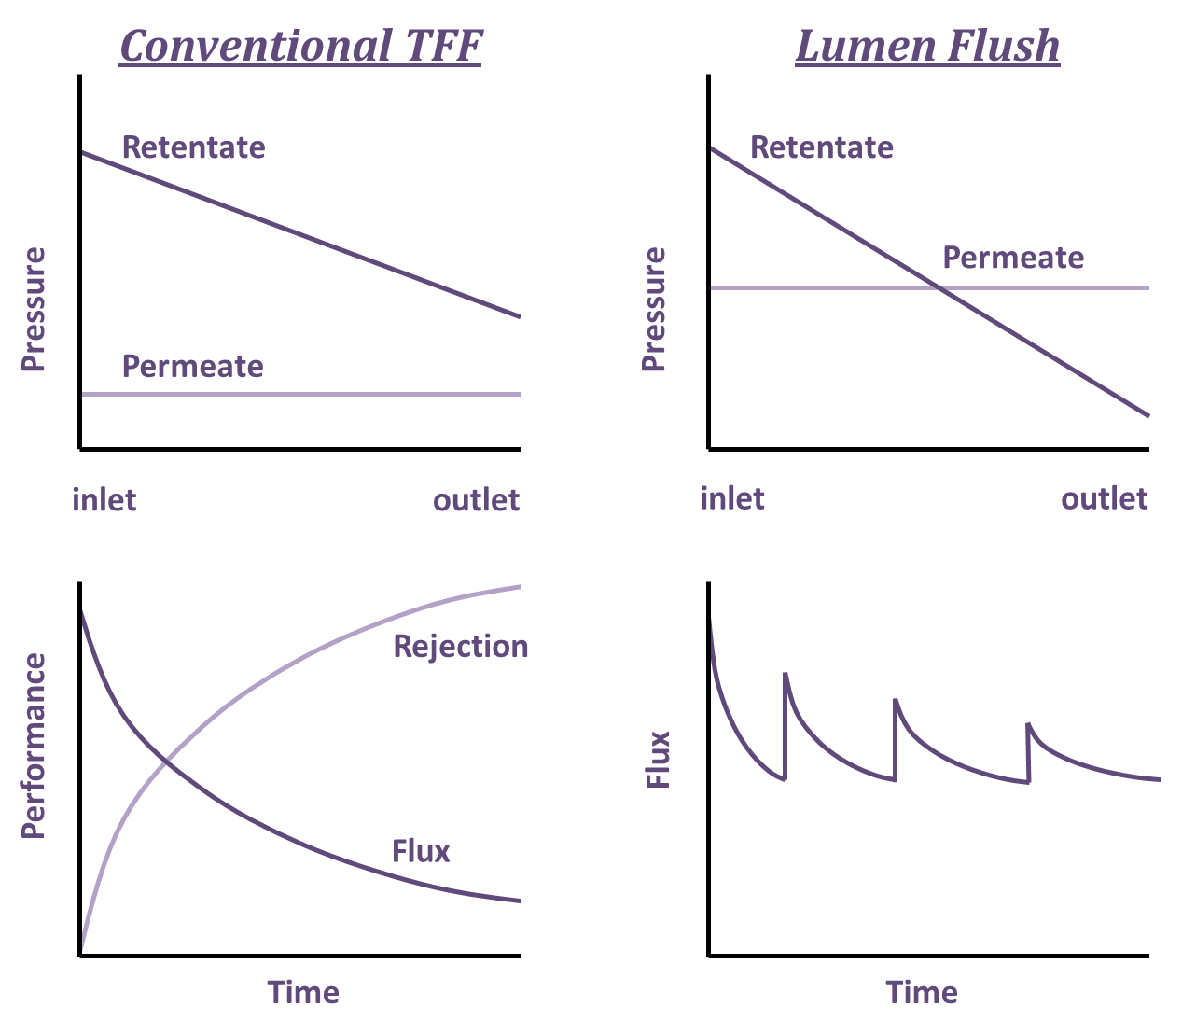 Conventional TFF
Lumen Flush
Retentate
Permeate
Pressure
inlet
outlet
Retentate
Permeate
Pressure
inlet
outlet
Rejection
Flux
Performance
Time
Flux
Time